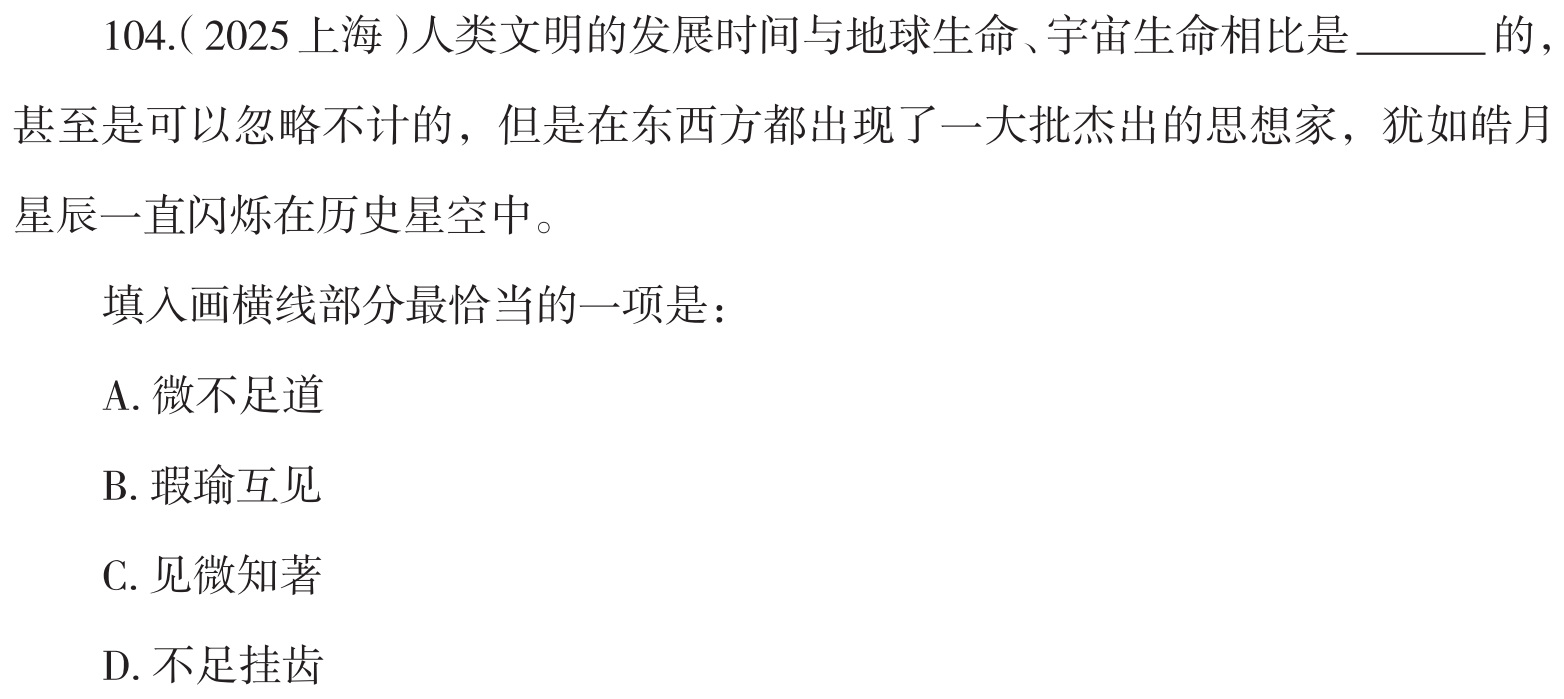 104.(2025上海)人类文明的发展时间与地球生命、宇宙生命相比是______的,
甚至是可以忽略不计的，但是在东西方都出现了一大批杰出的思想家，犹如皓月
星辰一直闪烁在历史星空中。
填入画横线部分最恰当的一项是：
A. 微不足道
B. 瑕瑜互见
C. 见微知著
D. 不足挂齿